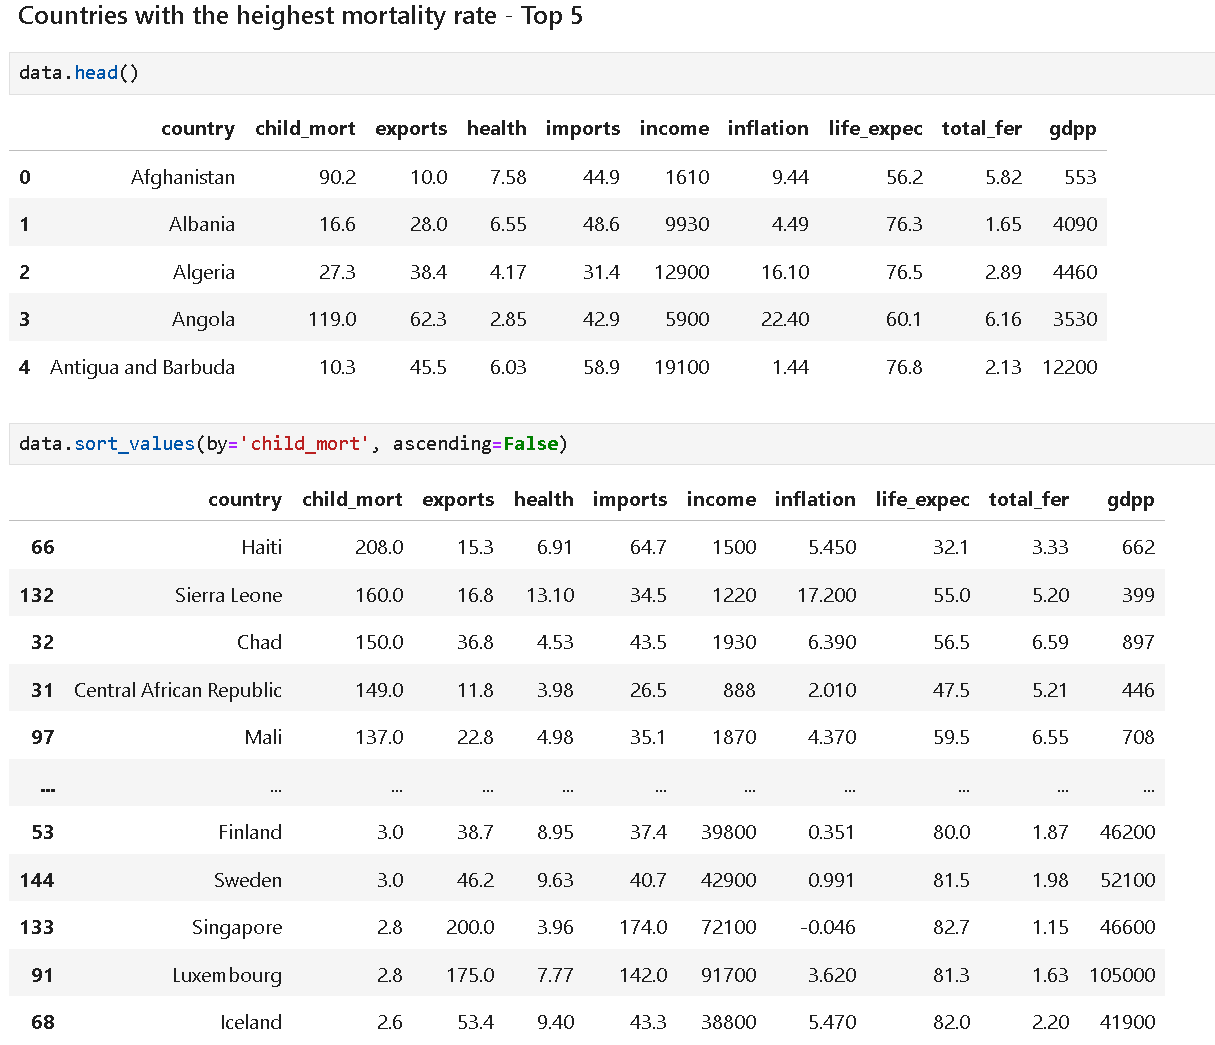 Countries with the heighest mortality rate - Top 5
data.head()
country child_mort exports health imports income inflation life_expec total_fer gdpp
0 Afghanistan 90.2 10.0 7.58 44.9 1610 9.44 56.2 5.82 553
1 Albania 16.6 28.0 6.55 48.6 9930 4.49 76.3 1.65 4090
2 Algeria 27.3 38.4 4.17 31.4 12900 16.10 76.5 2.89 4460
3 Angola 119.0 62.3 2.85 42.9 5900 22.40 60.1 6.16 3530
4 Antigua and Barbuda 10.3 45.5 6.03 58.9 19100 1.44 76.8 2.13 12200
data.sort_values(by='child_mort', ascending=False)
country child_mort exports health imports income inflation life_expec total_fer gdpp
66 Haiti 208.0 15.3 6.91 64.7 1500 5.450 32.1 3.33 662
132 Sierra Leone 160.0 16.8 13.10 34.5 1220 17.200 55.0 5.20 399
32 Chad 150.0 36.8 4.53 43.5 1930 6.390 56.5 6.59 897
31 Central African Republic 149.0 11.8 3.98 26.5 888 2.010 47.5 5.21 446
97 Mali 137.0 22.8 4.98 35.1 1870 4.370 59.5 6.55 708
... ... ... ... ... ... ... ... ... ... ...
53 Finland 3.0 38.7 8.95 37.4 39800 0.351 80.0 1.87 46200
144 Sweden 3.0 46.2 9.63 40.7 42900 0.991 81.5 1.98 52100
133 Singapore 2.8 200.0 3.96 174.0 72100 -0.046 82.7 1.15 46600
91 Luxembourg 2.8 175.0 7.77 142.0 91700 3.620 81.3 1.63 105000
68 Iceland 2.6 53.4 9.40 43.3 38800 5.470 82.0 2.20 41900